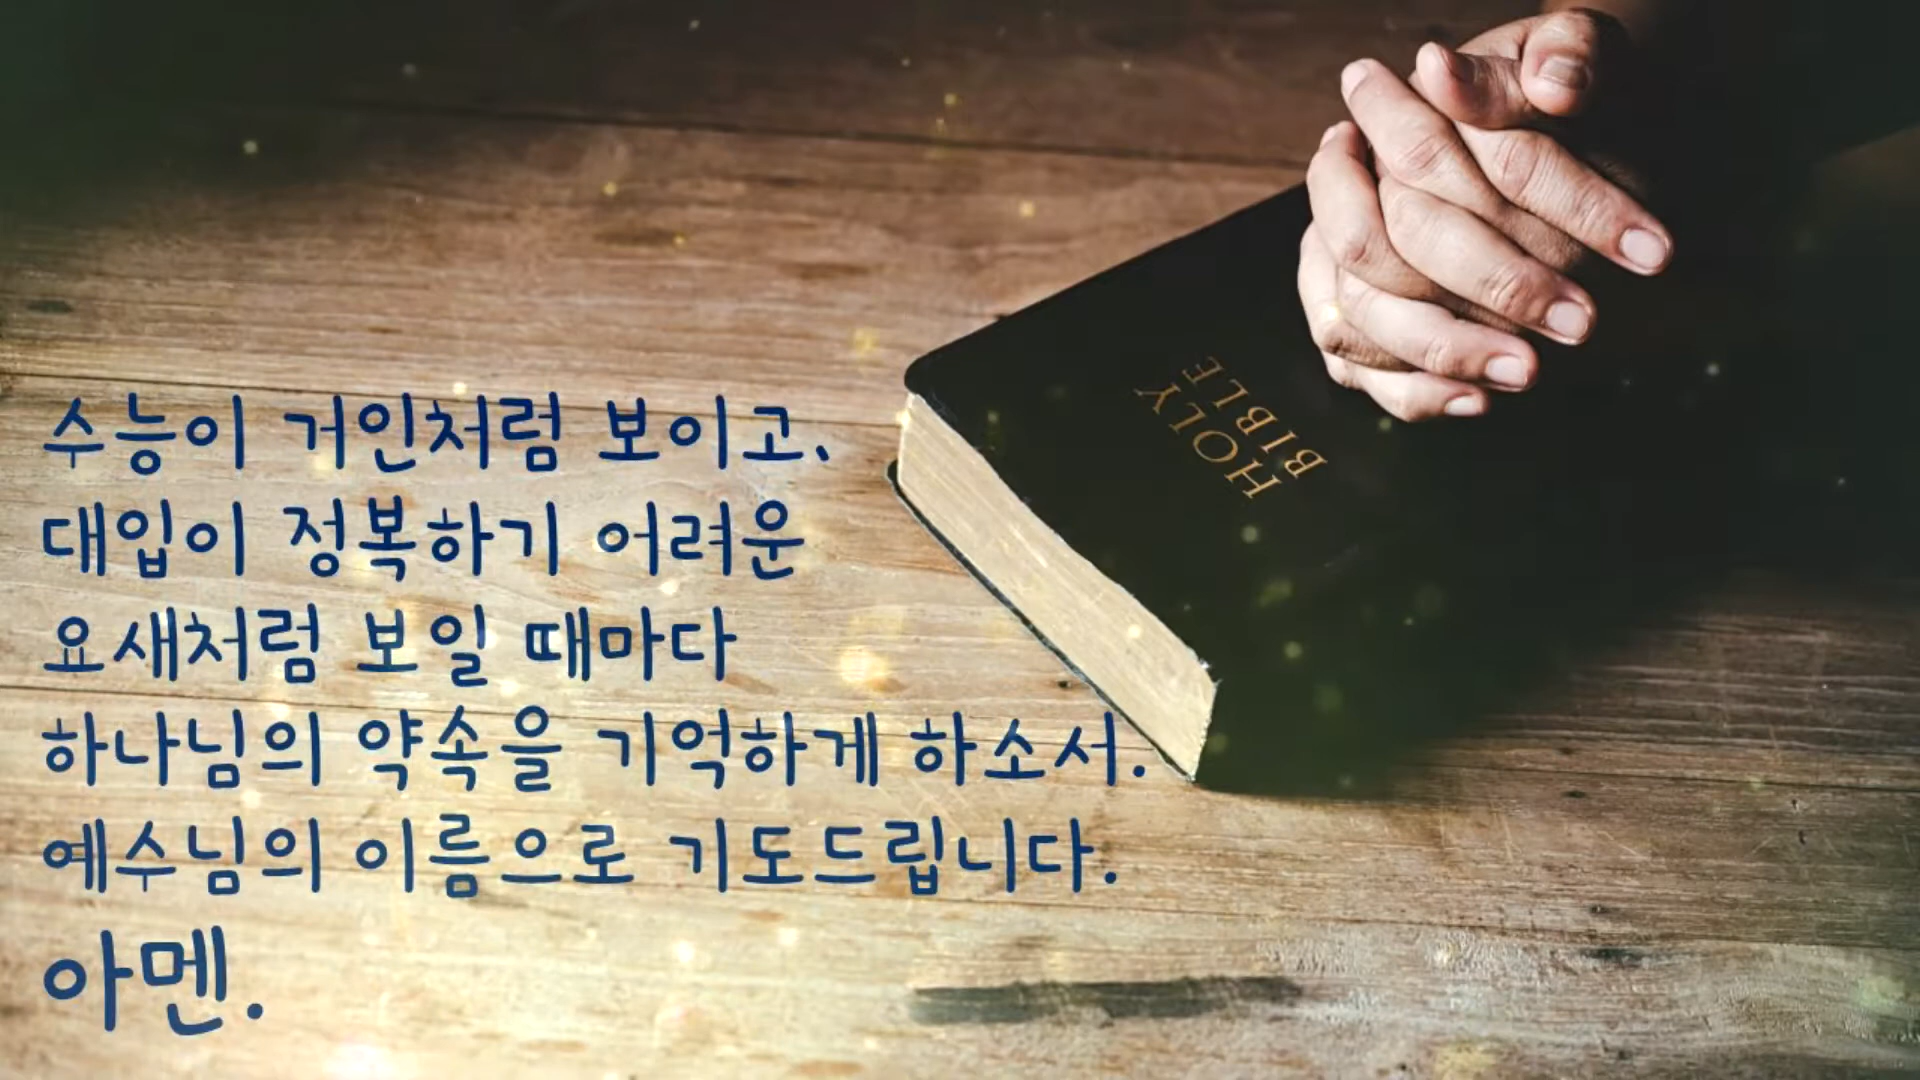 수능이 거인처럼 보이고.
대입이 정복하기 어려운
요새처럼 보일 때마다
하나님의 약속을 기억하게 하소서.
예수님의 이름으로 기도드립니다.
아멘.
HOLY
BIBLE